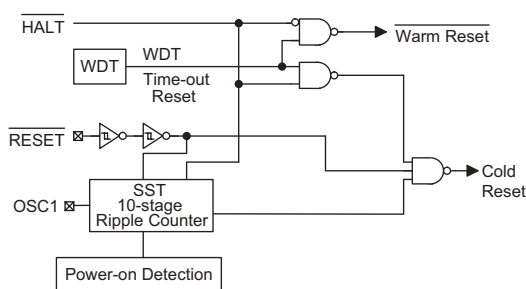 HALT
Warm Reset
WDT
WDT
Time-out
Reset
RESET
SST
10-stage
Ripple Counter
OSC1
Cold
Reset
Power-on Detection